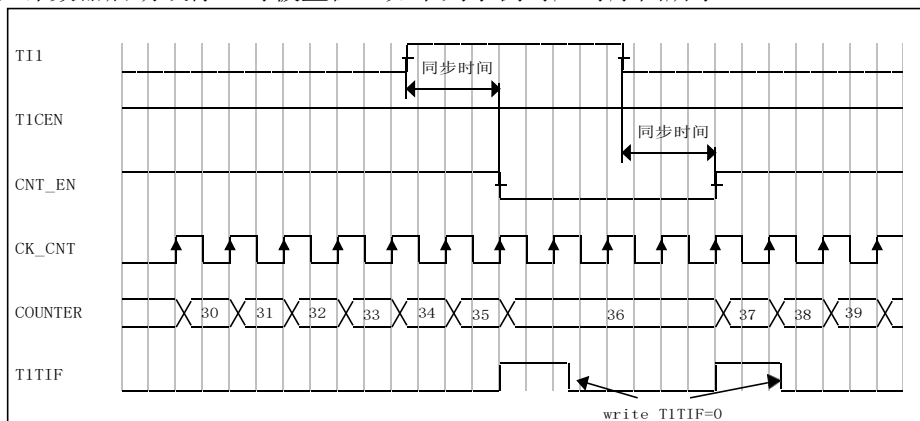 TI1
同步时间
T1CEN
同步时间
CNT_EN
CK_CNT
COUNTER
30 31 32 33 34 35 36 37 38 39
T1TIF
write T1TIF=0